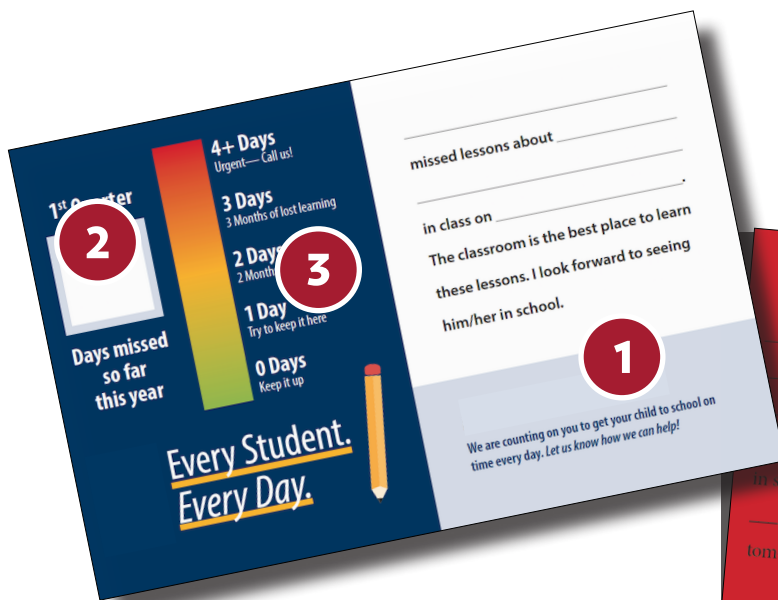 1st Quarter
2
Days missed
so far
this year
4+ Days
Urgent— Call us!
3 Days
3 Months of lost learning
2 Days
2 Month
3
1 Day
Try to keep it here
0 Days
Keep it up
Every Student.
Every Day.
missed lessons about
in class on .
The classroom is the best place to learn
these lessons. I look forward to seeing
him/her in school.
1
We are counting on you to get your child to school on
time every day. Let us know how we can help!
in s
tom